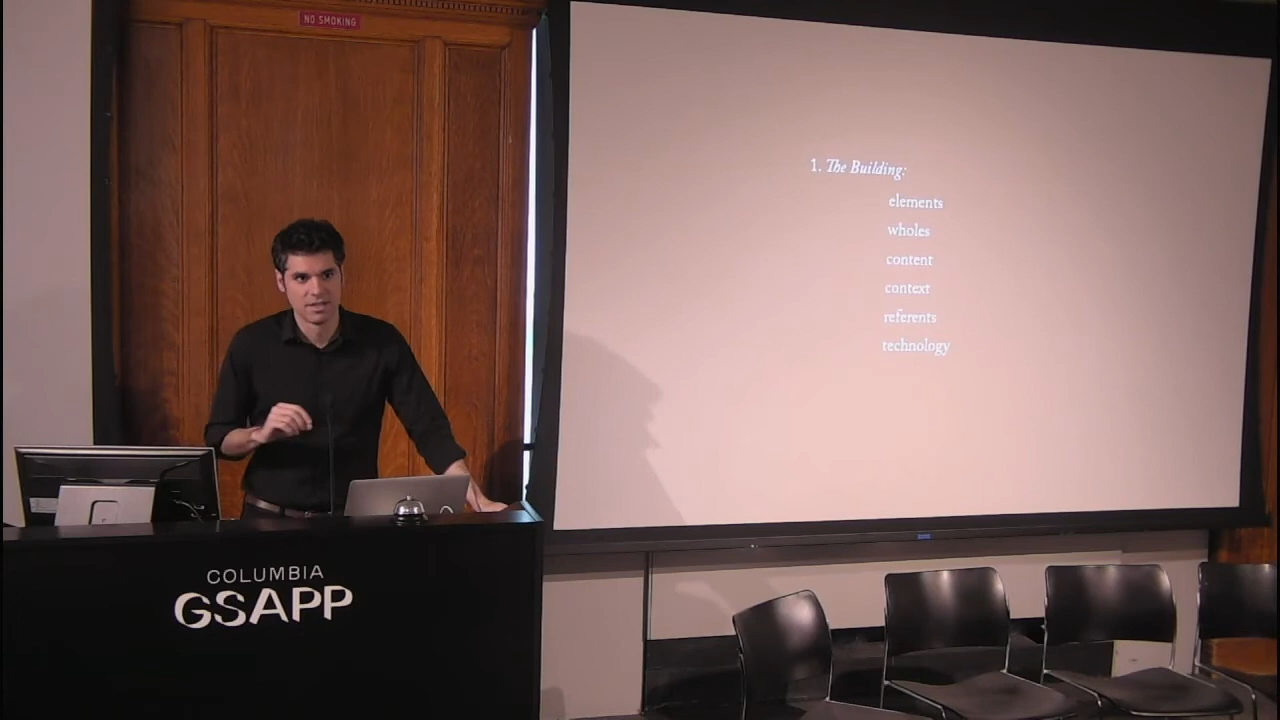 NO SMOKING
1. The Building:
elements
wholes
content
context
referents
technology
COLUMBIA
GSAPP